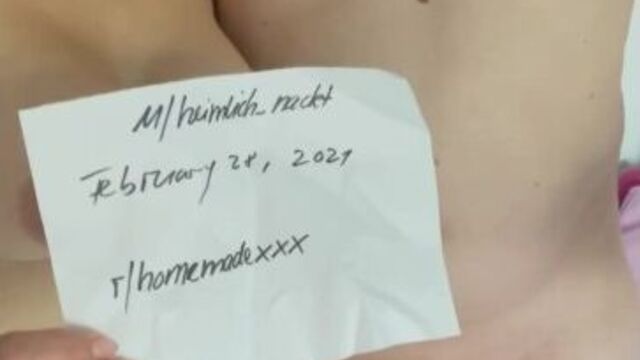 u/heimlich_nackt
February 28, 2021
r/homemadexxx